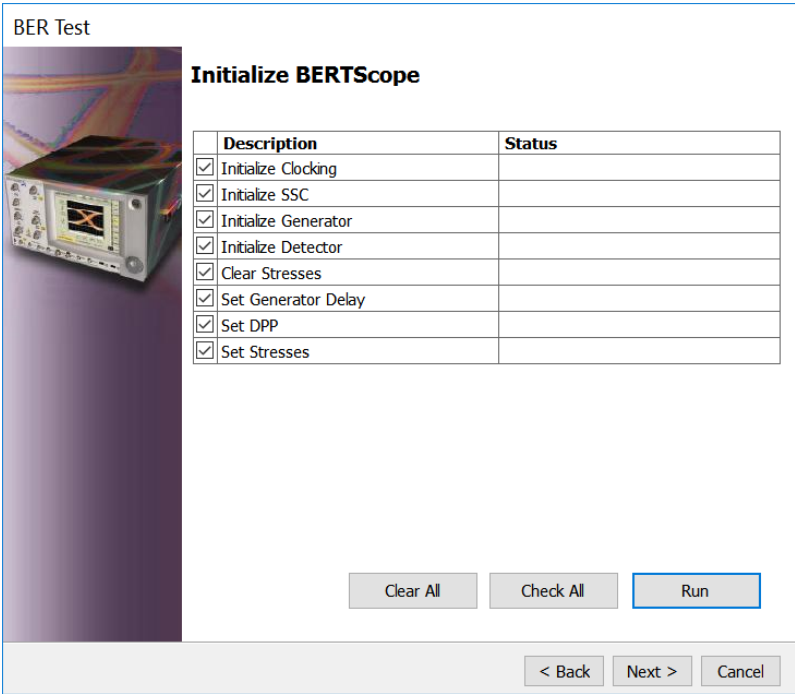 BER Test
Initialize BERTScope
Description Status
Initialize Clocking
Initialize SSC
Initialize Generator
Initialize Detector
Clear Stresses
Set Generator Delay
Set DPP
Set Stresses
Clear All Check All Run
< Back Next > Cancel